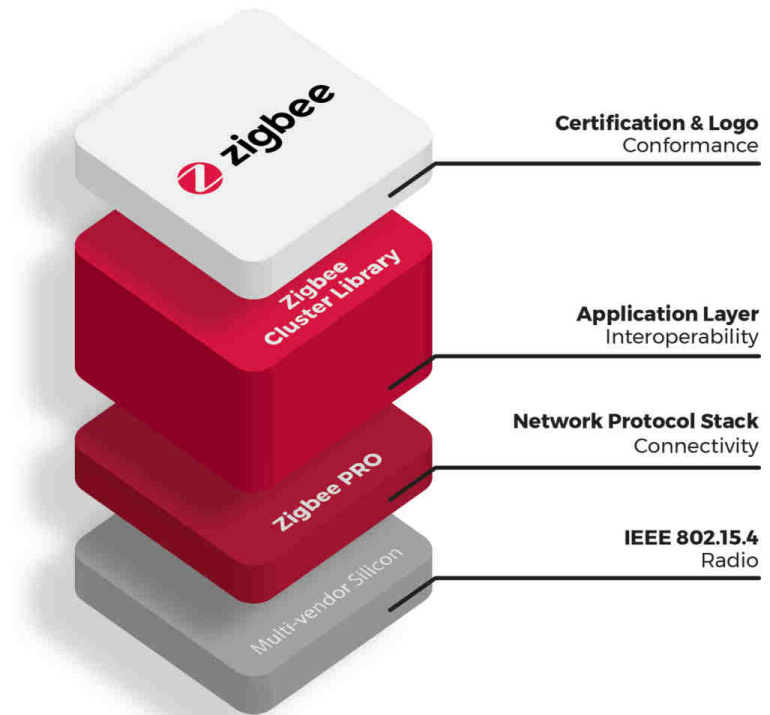 zigbee
Certification & Logo
Conformance
Zigbee
Cluster Library
Application Layer
Interoperability
Network Protocol Stack
Connectivity
Zigbee PRO
IEEE 802.15.4
Radio
Multi-vendor Silicon